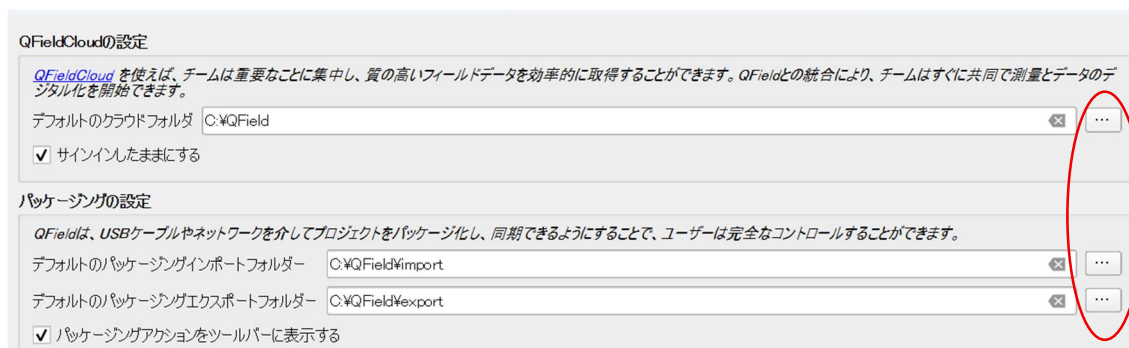 QFieldCloudの設定
QFieldCloud を使えば、チームは重要なことに集中し、質の高いフィールドデータを効率的に取得することができます。QFieldとの統合により、チームはすぐに共同で測量とデータのデ
ジタル化を開始できます。
デフォルトのクラウドフォルダ C:¥QField ...
サインインしたままにする
パッケージングの設定
QFieldは、USBケーブルやネットワークを介してプロジェクトをパッケージ化し、同期できるようにすることで、ユーザーは完全なコントロールすることができます。
デフォルトのパッケージングインポートフォルダー C:¥QField¥import ...
デフォルトのパッケージングエクスポートフォルダー C:¥QField¥export ...
パッケージングアクションをツールバーに表示する